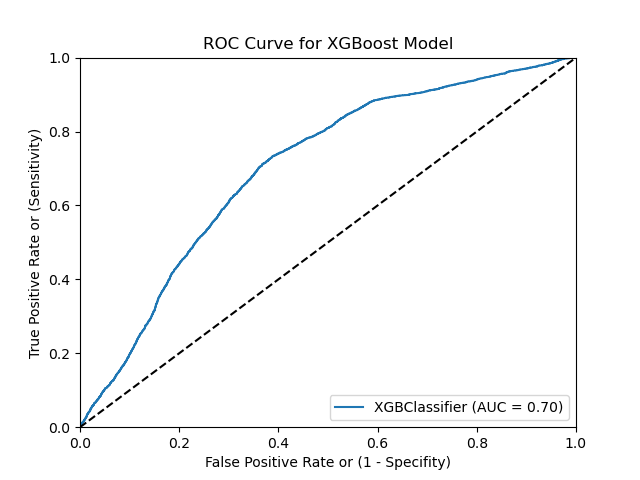 ROC Curve for XGBoost Model
1.0
0.8
0.6
0.4
0.2
0.0
True Positive Rate or (Sensitivity)
XGBClassifier (AUC = 0.70)
0.0 0.2 0.4 0.6 0.8 1.0
False Positive Rate or (1 - Specifity)